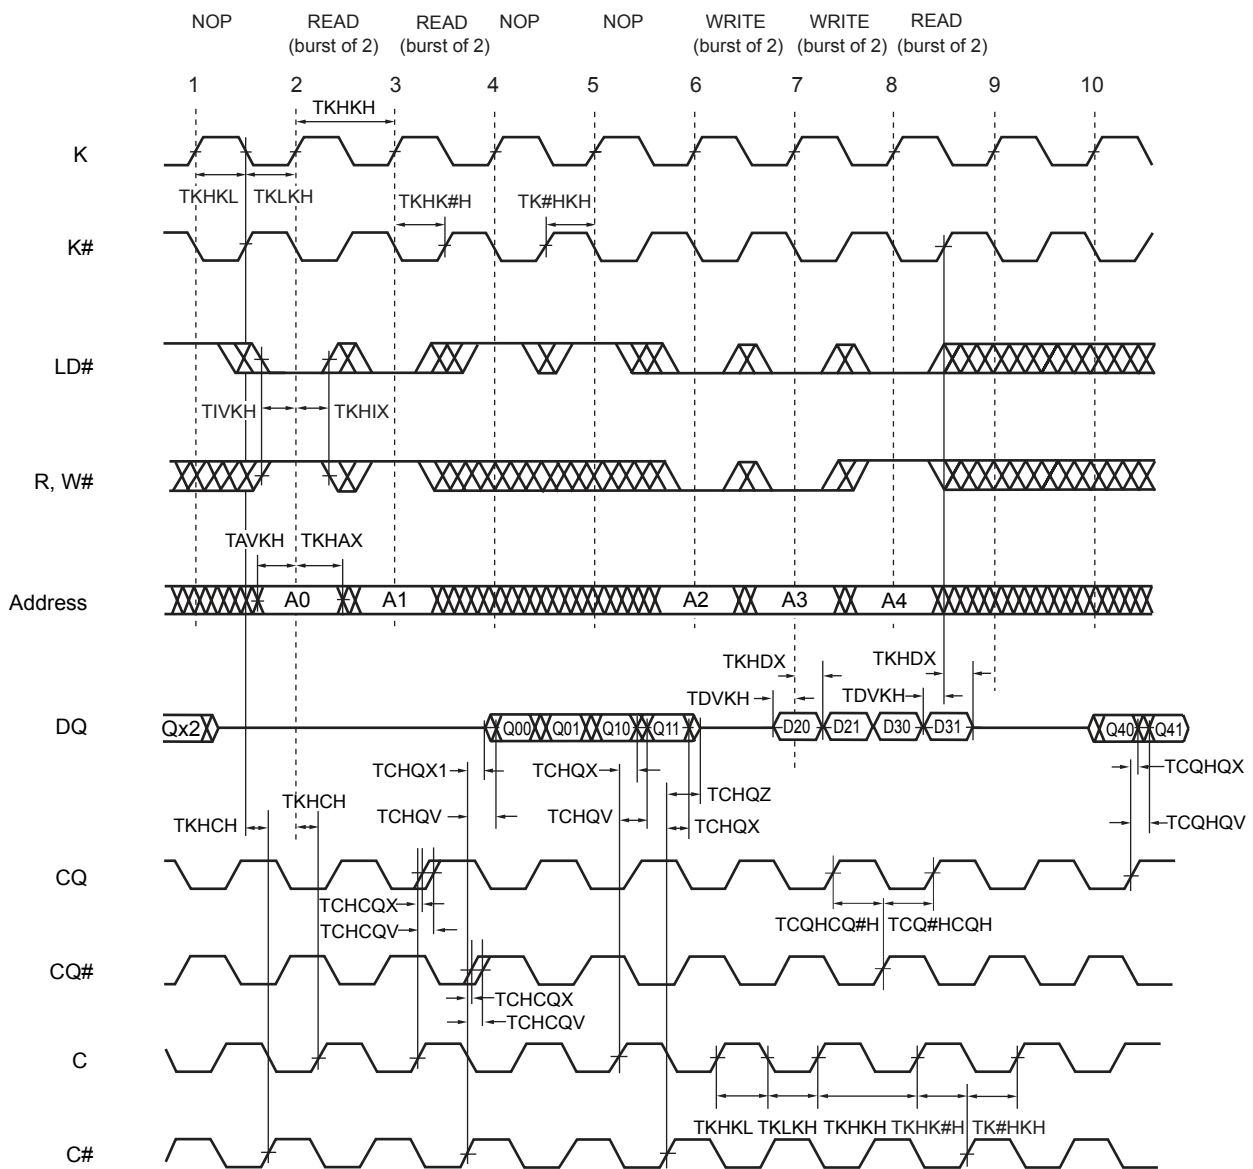 NOP READ READ NOP NOP WRITE WRITE READ
(burst of 2) (burst of 2) (burst of 2) (burst of 2) (burst of 2)
1 2 3 4 5 6 7 8 9 10
TKHKH
K
TKHKL TKLKH TKHK#H TK#HKH
K#
LD#
TIVKH TKHIX
R, W#
TAVKH TKHAX
Address A0 A1 A2 A3 A4
TKHDX TKHDX
TDVKH TDVKH
DQ Qx2 Q00 Q01 Q10 Q11 D20 D21 D30 D31 Q40 Q41
TCHQX1 TCHQX TCQHQX
TKHCH TCHQZ
TCHQV TCHQV
TKHCH TCHQX TCQHQV
CQ
TCHCQX
TCQHCQ#H TCQ#HCQH
TCHCQV
CQ#
TCHCQX
TCHCQV
C
TKHKL TKLKH TKHKH TKHK#H TK#HKH
C#